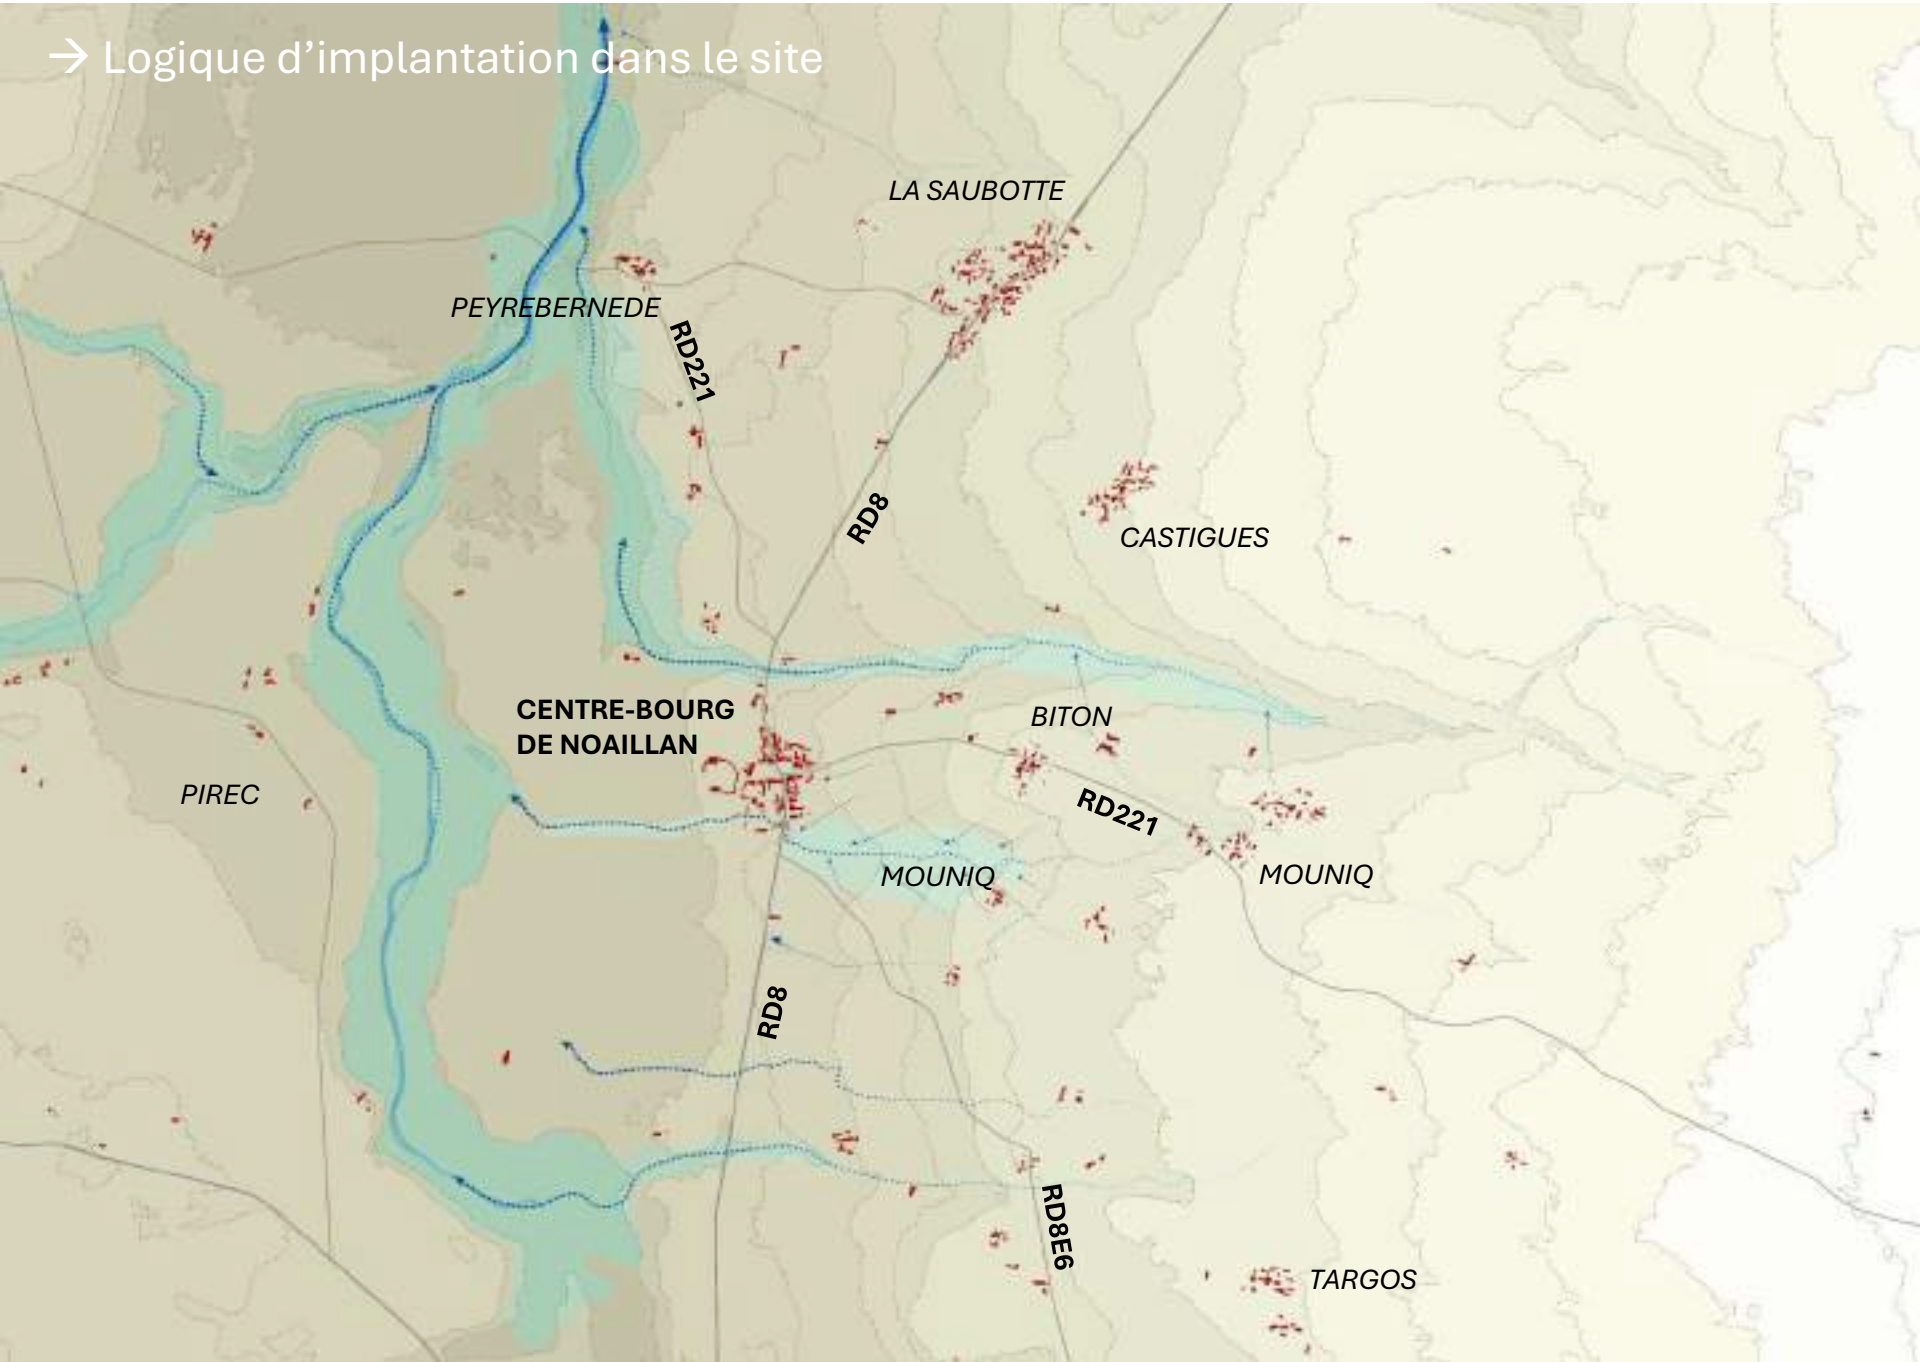 → Logique d’implantation dans le site
LA SAUBOTTE
PEYREBERNEDE
RD221
RD8
CASTIGUES
CENTRE-BOURG
DE NOAILLAN
BITON
PIREC
RD221
MOUNIQ
MOUNIQ
RD8
RD8E6
TARGOS